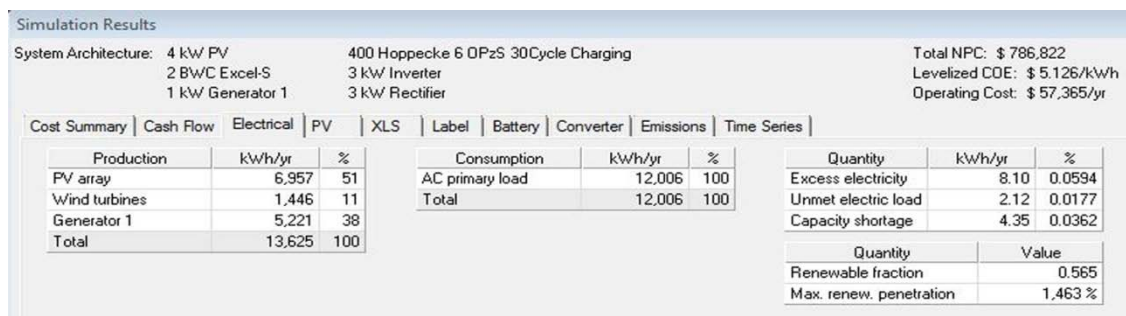 Simulation Results
System Architecture: 4 kW PV 400 Hoppecke 6 OPzS 30Cycle Charging Total NPC: $ 786,822
2 BWC Excel-S 3 kW Inverter Levelized COE: $ 5.126/kWh
1 kW Generator 1 3 kW Rectifier Operating Cost: $ 57,365/yr
Cost Summary Cash Flow Electrical PV XLS Label Battery Converter Emissions Time Series
Production kWh/yr %
PV array 6,957 51
Wind turbines 1,446 11
Generator 1 5,221 38
Total 13,625 100
Consumption kWh/yr %
AC primary load 12,006 100
Total 12,006 100
Quantity kWh/yr %
Excess electricity 8.10 0.0594
Unmet electric load 2.12 0.0177
Capacity shortage 4.35 0.0362
Quantity Value
Renewable fraction 0.565
Max. renew. penetration 1,463 %